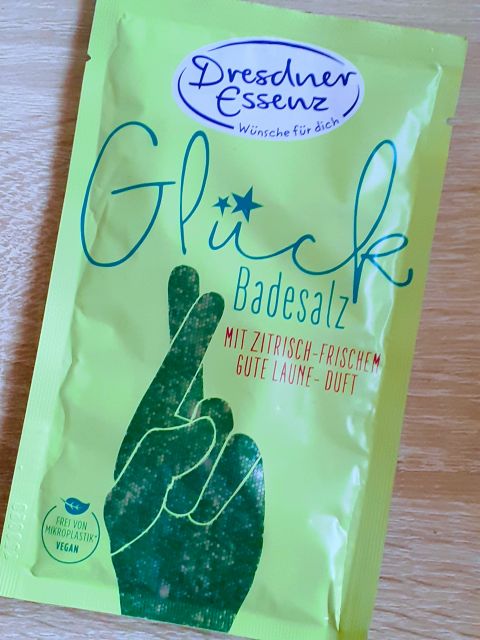 Dresdner
Essenz
Wünsche für dich
Glück
Badesalz
MIT ZITRISCH-FRISCHEM
GUTE LAUNE- DUFT
FREI VON
MIKROPLASTIK*
VEGAN